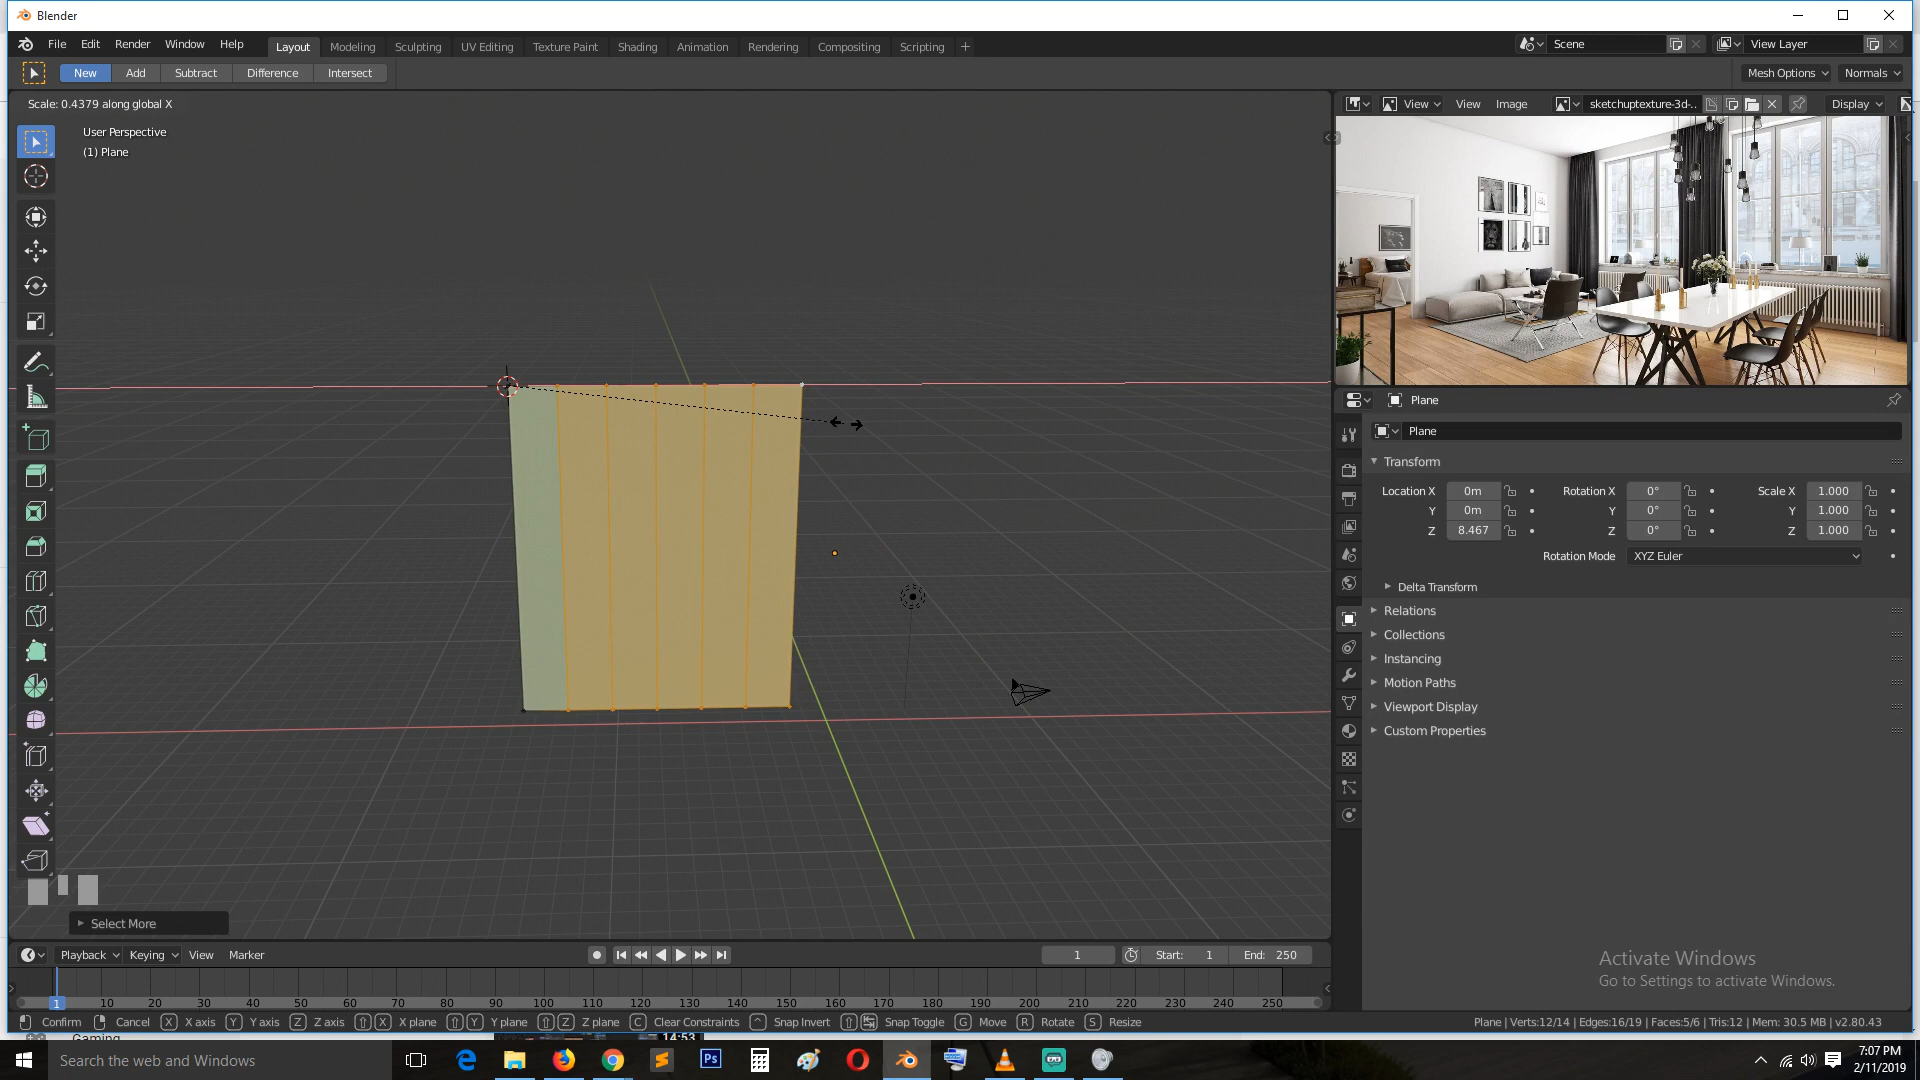 Blender
File Edit Render Window Help Layout Modeling Sculpting UV Editing Texture Paint Shading Animation Rendering Compositing Scripting + Scene View Layer
New Add Subtract Difference Intersect Mesh Options Normals
Scale: 0.4379 along global X
View View Image sketchuptexture-3d-.. Display
User Perspective
(1) Plane
Plane
Plane
Transform
Location X 0m Rotation X 0° Scale X 1.000
Y 0m Y 0° Y 1.000
Z 8.467 Z 0° Z 1.000
Rotation Mode XYZ Euler
Delta Transform
Relations
Collections
Instancing
Motion Paths
Viewport Display
Custom Properties
Select More
Playback Keying View Marker 1 Start: 1 End: 250
Activate Windows
Go to Settings to activate Windows.
1 10 20 30 40 50 60 70 80 90 100 110 120 130 140 150 160 170 180 190 200 210 220 230 240 250
Confirm Cancel X X axis Y Y axis Z Z axis X X plane Y Y plane Z Z plane C Clear Constraints Snap Invert Snap Toggle G Move R Rotate S Resize
Plane | Verts:12/14 | Edges:16/19 | Faces:5/6 | Tris:12 | Mem: 30.5 MB | v2.80.43
Gaming 14:53
Search the web and Windows
Ps
7:07 PM
2/11/2019